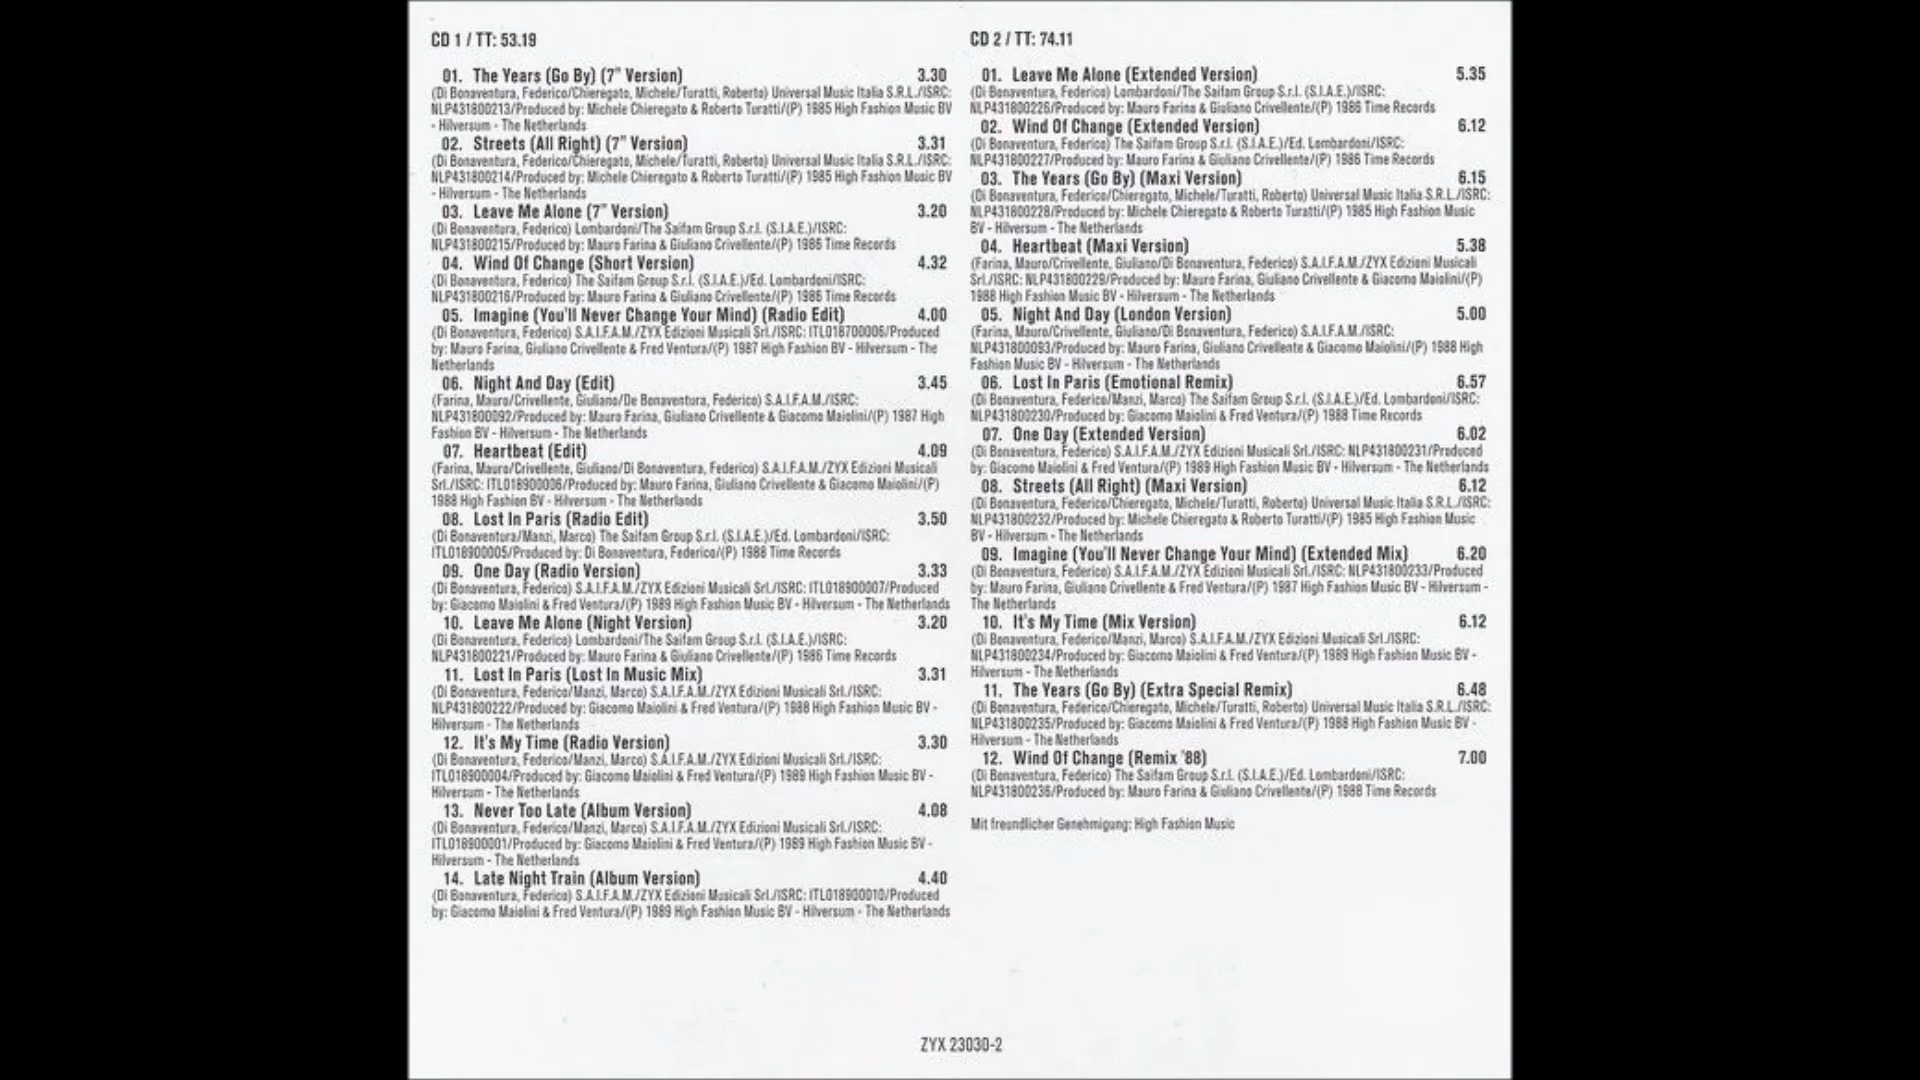 CD 1 / TT: 53.19
01. The Years (Go By) (7" Version) 3.30
(Di Bonaventura, Federico/Chieregato, Michele/Turatti, Roberto) Universal Music Italia S.R.L./ISRC:
NLP431800213/Produced by: Michele Chieregato & Roberto Turatti/(P) 1985 High Fashion Music BV
- Hilversum - The Netherlands
02. Streets (All Right) (7" Version) 3.31
(Di Bonaventura, Federico/Chieregato, Michele/Turatti, Roberto) Universal Music Italia S.R.L./ISRC:
NLP431800214/Produced by: Michele Chieregato & Roberto Turatti/(P) 1985 High Fashion Music BV
- Hilversum - The Netherlands
03. Leave Me Alone (7" Version) 3.20
(Di Bonaventura, Federico) Lombardoni/The Saifam Group S.r.l. (S.I.A.E.)/ISRC:
NLP431800215/Produced by: Mauro Farina & Giuliano Crivellente/(P) 1986 Time Records
04. Wind Of Change (Short Version) 4.32
(Di Bonaventura, Federico) The Saifam Group S.r.l. (S.I.A.E.)/Ed. Lombardoni/ISRC:
NLP431800216/Produced by: Mauro Farina & Giuliano Crivellente/(P) 1986 Time Records
05. Imagine (You'll Never Change Your Mind) (Radio Edit) 4.00
(Di Bonaventura, Federico) S.A.I.F.A.M./ZYX Edizioni Musicali Srl./ISRC: ITL018700006/Produced
by: Mauro Farina, Giuliano Crivellente & Fred Ventura/(P) 1987 High Fashion BV - Hilversum - The
Netherlands
06. Night And Day (Edit) 3.45
(Farina, Mauro/Crivellente, Giuliano/De Bonaventura, Federico) S.A.I.F.A.M./ISRC:
NLP431800092/Produced by: Mauro Farina, Giuliano Crivellente & Giacomo Maiolini/(P) 1987 High
Fashion BV - Hilversum - The Netherlands
07. Heartbeat (Edit) 4.09
(Farina, Mauro/Crivellente, Giuliano/Di Bonaventura, Federico) S.A.I.F.A.M./ZYX Edizioni Musicali
Srl./ISRC: ITL018900006/Produced by: Mauro Farina, Giuliano Crivellente & Giacomo Maiolini/(P)
1988 High Fashion BV - Hilversum - The Netherlands
08. Lost In Paris (Radio Edit) 3.50
(Di Bonaventura/Manzi, Marco) The Saifam Group S.r.l. (S.I.A.E.)/Ed. Lombardoni/ISRC:
ITL018900005/Produced by: Di Bonaventura, Federico/(P) 1988 Time Records
09. One Day (Radio Version) 3.33
(Di Bonaventura, Federico) S.A.I.F.A.M./ZYX Edizioni Musicali Srl./ISRC: ITL018900007/Produced
by: Giacomo Maiolini & Fred Ventura/(P) 1989 High Fashion Music BV - Hilversum - The Netherlands
10. Leave Me Alone (Night Version) 3.20
(Di Bonaventura, Federico) Lombardoni/The Saifam Group S.r.l. (S.I.A.E.)/ISRC:
NLP431800221/Produced by: Mauro Farina & Giuliano Crivellente/(P) 1986 Time Records
11. Lost In Paris (Lost In Music Mix) 3.31
(Di Bonaventura, Federico/Manzi, Marco) S.A.I.F.A.M./ZYX Edizioni Musicali Srl./ISRC:
NLP431800222/Produced by: Giacomo Maiolini & Fred Ventura/(P) 1988 High Fashion Music BV -
Hilversum - The Netherlands
12. It's My Time (Radio Version) 3.30
(Di Bonaventura, Federico/Manzi, Marco) S.A.I.F.A.M./ZYX Edizioni Musicali Srl./ISRC:
ITL018900004/Produced by: Giacomo Maiolini & Fred Ventura/(P) 1989 High Fashion Music BV -
Hilversum - The Netherlands
13. Never Too Late (Album Version) 4.08
(Di Bonaventura, Federico/Manzi, Marco) S.A.I.F.A.M./ZYX Edizioni Musicali Srl./ISRC:
ITL018900001/Produced by: Giacomo Maiolini & Fred Ventura/(P) 1989 High Fashion Music BV -
Hilversum - The Netherlands
14. Late Night Train (Album Version) 4.40
(Di Bonaventura, Federico) S.A.I.F.A.M./ZYX Edizioni Musicali Srl./ISRC: ITL018900010/Produced
by: Giacomo Maiolini & Fred Ventura/(P) 1989 High Fashion Music BV - Hilversum - The Netherlands
CD 2 / TT: 74.11
01. Leave Me Alone (Extended Version) 5.35
(Di Bonaventura, Federico) Lombardoni/The Saifam Group S.r.l. (S.I.A.E.)/ISRC:
NLP431800226/Produced by: Mauro Farina & Giuliano Crivellente/(P) 1986 Time Records
02. Wind Of Change (Extended Version) 6.12
(Di Bonaventura, Federico) The Saifam Group S.r.l. (S.I.A.E.)/Ed. Lombardoni/ISRC:
NLP431800227/Produced by: Mauro Farina & Giuliano Crivellente/(P) 1986 Time Records
03. The Years (Go By) (Maxi Version) 6.15
(Di Bonaventura, Federico/Chieregato, Michele/Turatti, Roberto) Universal Music Italia S.R.L./ISRC:
NLP431800228/Produced by: Michele Chieregato & Roberto Turatti/(P) 1985 High Fashion Music
BV - Hilversum - The Netherlands
04. Heartbeat (Maxi Version) 5.38
(Farina, Mauro/Crivellente, Giuliano/Di Bonaventura, Federico) S.A.I.F.A.M./ZYX Edizioni Musicali
Srl./ISRC: NLP431800229/Produced by: Mauro Farina, Giuliano Crivellente & Giacomo Maiolini/(P)
1988 High Fashion Music BV - Hilversum - The Netherlands
05. Night And Day (London Version) 5.00
(Farina, Mauro/Crivellente, Giuliano/Di Bonaventura, Federico) S.A.I.F.A.M./ISRC:
NLP431800093/Produced by: Mauro Farina, Giuliano Crivellente & Giacomo Maiolini/(P) 1988 High
Fashion Music BV - Hilversum - The Netherlands
06. Lost In Paris (Emotional Remix) 6.57
(Di Bonaventura, Federico/Manzi, Marco) The Saifam Group S.r.l. (S.I.A.E.)/Ed. Lombardoni/ISRC:
NLP431800230/Produced by: Giacomo Maiolini & Fred Ventura/(P) 1988 Time Records
07. One Day (Extended Version) 6.02
(Di Bonaventura, Federico) S.A.I.F.A.M./ZYX Edizioni Musicali Srl./ISRC: NLP431800231/Produced
by: Giacomo Maiolini & Fred Ventura/(P) 1989 High Fashion Music BV - Hilversum - The Netherlands
08. Streets (All Right) (Maxi Version) 6.12
(Di Bonaventura, Federico/Chieregato, Michele/Turatti, Roberto) Universal Music Italia S.R.L./ISRC:
NLP431800232/Produced by: Michele Chieregato & Roberto Turatti/(P) 1985 High Fashion Music
BV - Hilversum - The Netherlands
09. Imagine (You'll Never Change Your Mind) (Extended Mix) 6.20
(Di Bonaventura, Federico) S.A.I.F.A.M./ZYX Edizioni Musicali Srl./ISRC: NLP431800233/Produced
by: Mauro Farina, Giuliano Crivellente & Fred Ventura/(P) 1987 High Fashion Music BV - Hilversum -
The Netherlands
10. It's My Time (Mix Version) 6.12
(Di Bonaventura, Federico/Manzi, Marco) S.A.I.F.A.M./ZYX Edizioni Musicali Srl./ISRC:
NLP431800234/Produced by: Giacomo Maiolini & Fred Ventura/(P) 1989 High Fashion Music BV -
Hilversum - The Netherlands
11. The Years (Go By) (Extra Special Remix) 6.48
(Di Bonaventura, Federico/Chieregato, Michele/Turatti, Roberto) Universal Music Italia S.R.L./ISRC:
NLP431800235/Produced by: Giacomo Maiolini & Fred Ventura/(P) 1988 High Fashion Music BV -
Hilversum - The Netherlands
12. Wind Of Change (Remix '88) 7.00
(Di Bonaventura, Federico) The Saifam Group S.r.l. (S.I.A.E.)/Ed. Lombardoni/ISRC:
NLP431800236/Produced by: Mauro Farina & Giuliano Crivellente/(P) 1988 Time Records
Mit freundlicher Genehmigung: High Fashion Music
ZYX 23030-2